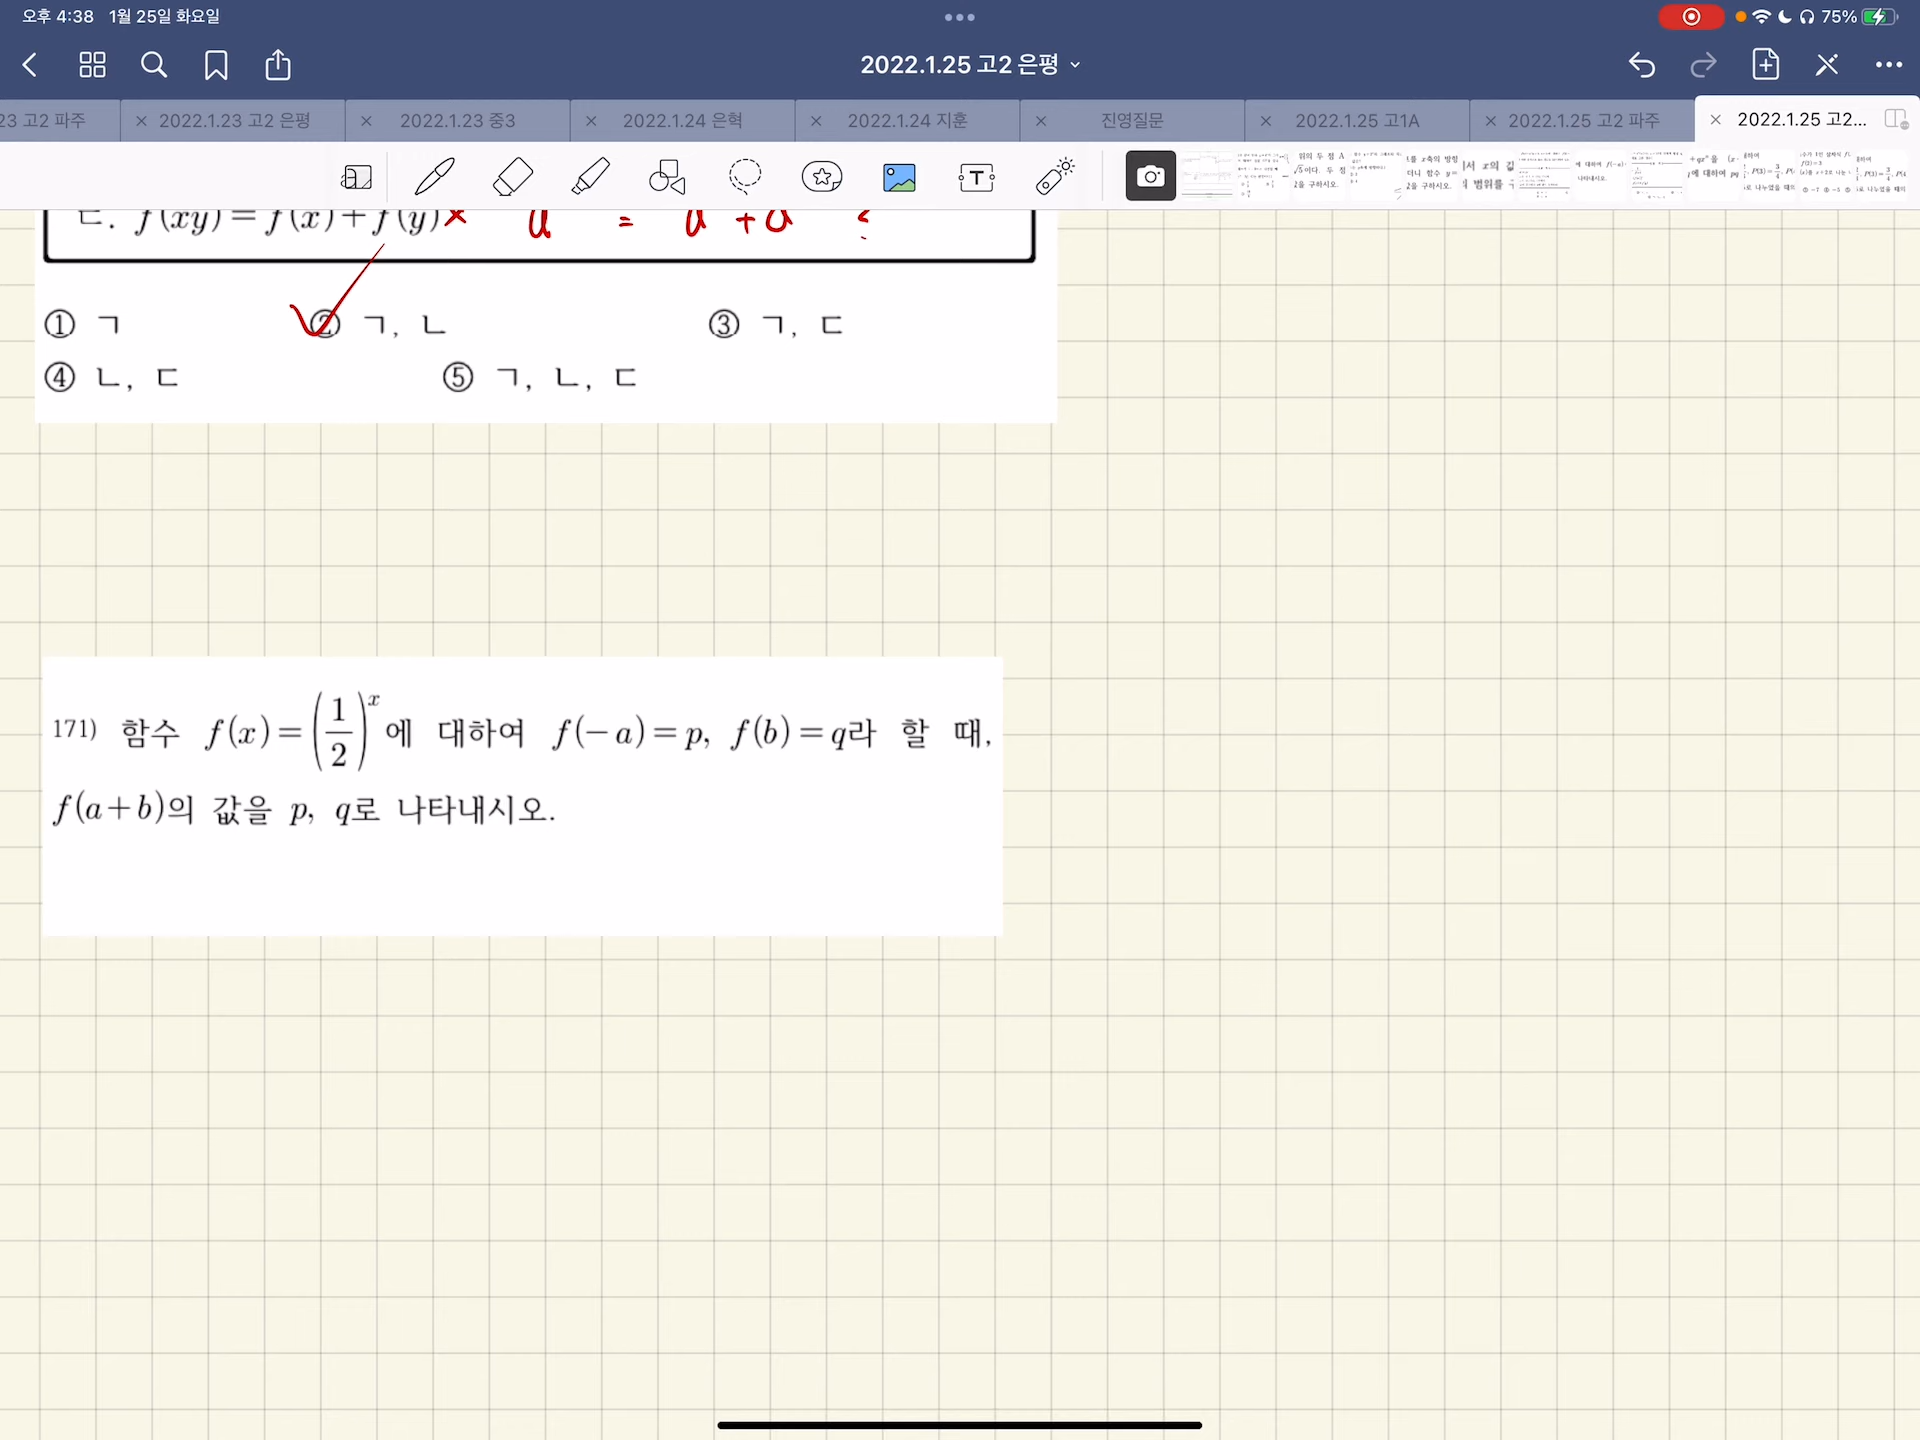 오후 4:38 1월 25일 화요일
75%
2022.1.25 고2 은평
23 고2 파주
2022.1.23 고2 은평
2022.1.23 중3
2022.1.24 은혁
2022.1.24 지훈
진영질문
2022.1.25 고1A
2022.1.25 고2 파주
2022.1.25 고2...
ㄷ. f(xy)=f(x)+f(y)× a = a + a ?
① ㄱ ② ㄱ, ㄴ ③ ㄱ, ㄷ
④ ㄴ, ㄷ ⑤ ㄱ, ㄴ, ㄷ
171) 함수 f(x)=(1/2)^x에 대하여 f(−a)=p, f(b)=q라 할 때,
f(a+b)의 값을 p, q로 나타내시오.